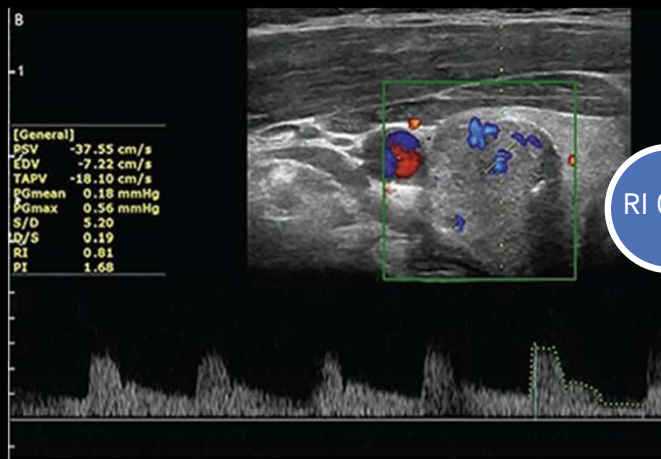 B
1
[General]
PSV -37.55 cm/s
EDV -7.22 cm/s
TAPV -18.10 cm/s
PGmean 0.18 mmHg
PGmax 0.56 mmHg
S/D 5.20
D/S 0.19
RI 0.81
PI 1.68
RI